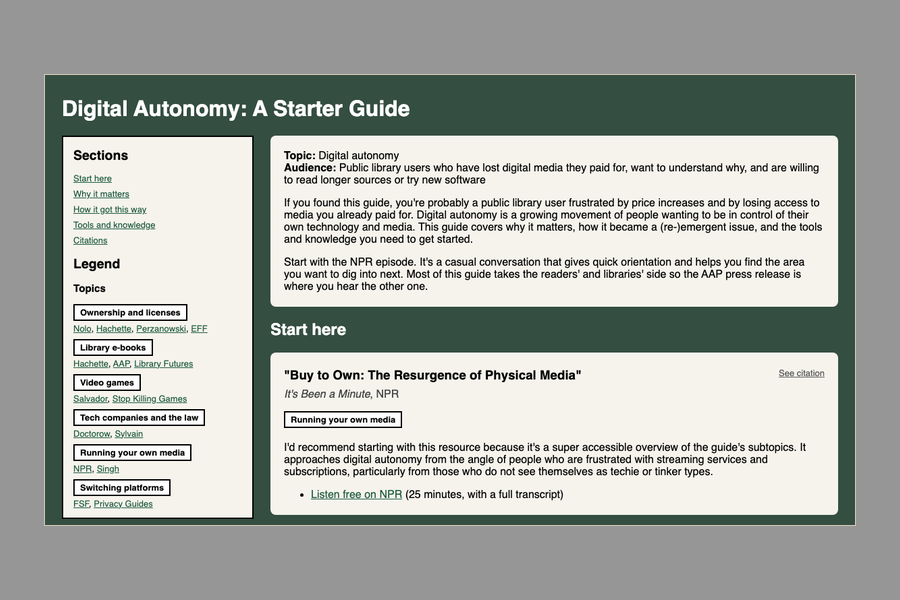 Digital Autonomy: A Starter Guide
Sections
Start here
Why it matters
How it got this way
Tools and knowledge
Citations
Legend
Topics
Ownership and licenses
Nolo, Hachette, Perzanowski, EFF
Library e-books
Hachette, AAP, Library Futures
Video games
Salvador, Stop Killing Games
Tech companies and the law
Doctorow, Sylvain
Running your own media
NPR, Singh
Switching platforms
FSF, Privacy Guides
Topic: Digital autonomy
Audience: Public library users who have lost digital media they paid for, want to understand why, and are willing
to read longer sources or try new software
If you found this guide, you're probably a public library user frustrated by price increases and by losing access to
media you already paid for. Digital autonomy is a growing movement of people wanting to be in control of their
own technology and media. This guide covers why it matters, how it became a (re-)emergent issue, and the tools
and knowledge you need to get started.
Start with the NPR episode. It's a casual conversation that gives quick orientation and helps you find the area
you want to dig into next. Most of this guide takes the readers' and libraries' side so the AAP press release is
where you hear the other one.
Start here
"Buy to Own: The Resurgence of Physical Media"
See citation
It's Been a Minute, NPR
Running your own media
I'd recommend starting with this resource because it's a super accessible overview of the guide's subtopics. It
approaches digital autonomy from the angle of people who are frustrated with streaming services and
subscriptions, particularly from those who do not see themselves as techie or tinker types.
• Listen free on NPR (25 minutes, with a full transcript)